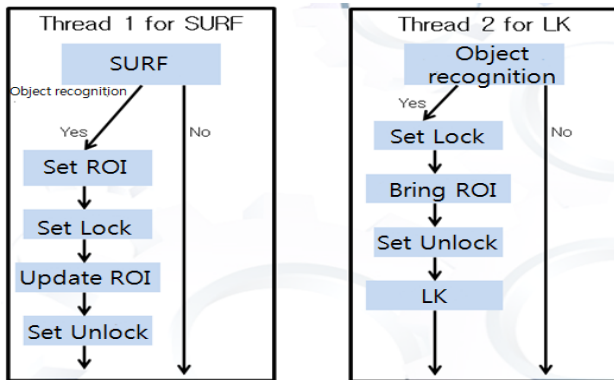 Thread 1 for SURF
SURF
Object recognition
Yes
No
Set ROI
Set Lock
Update ROI
Set Unlock
Thread 2 for LK
Object
recognition
Yes
No
Set Lock
Bring ROI
Set Unlock
LK